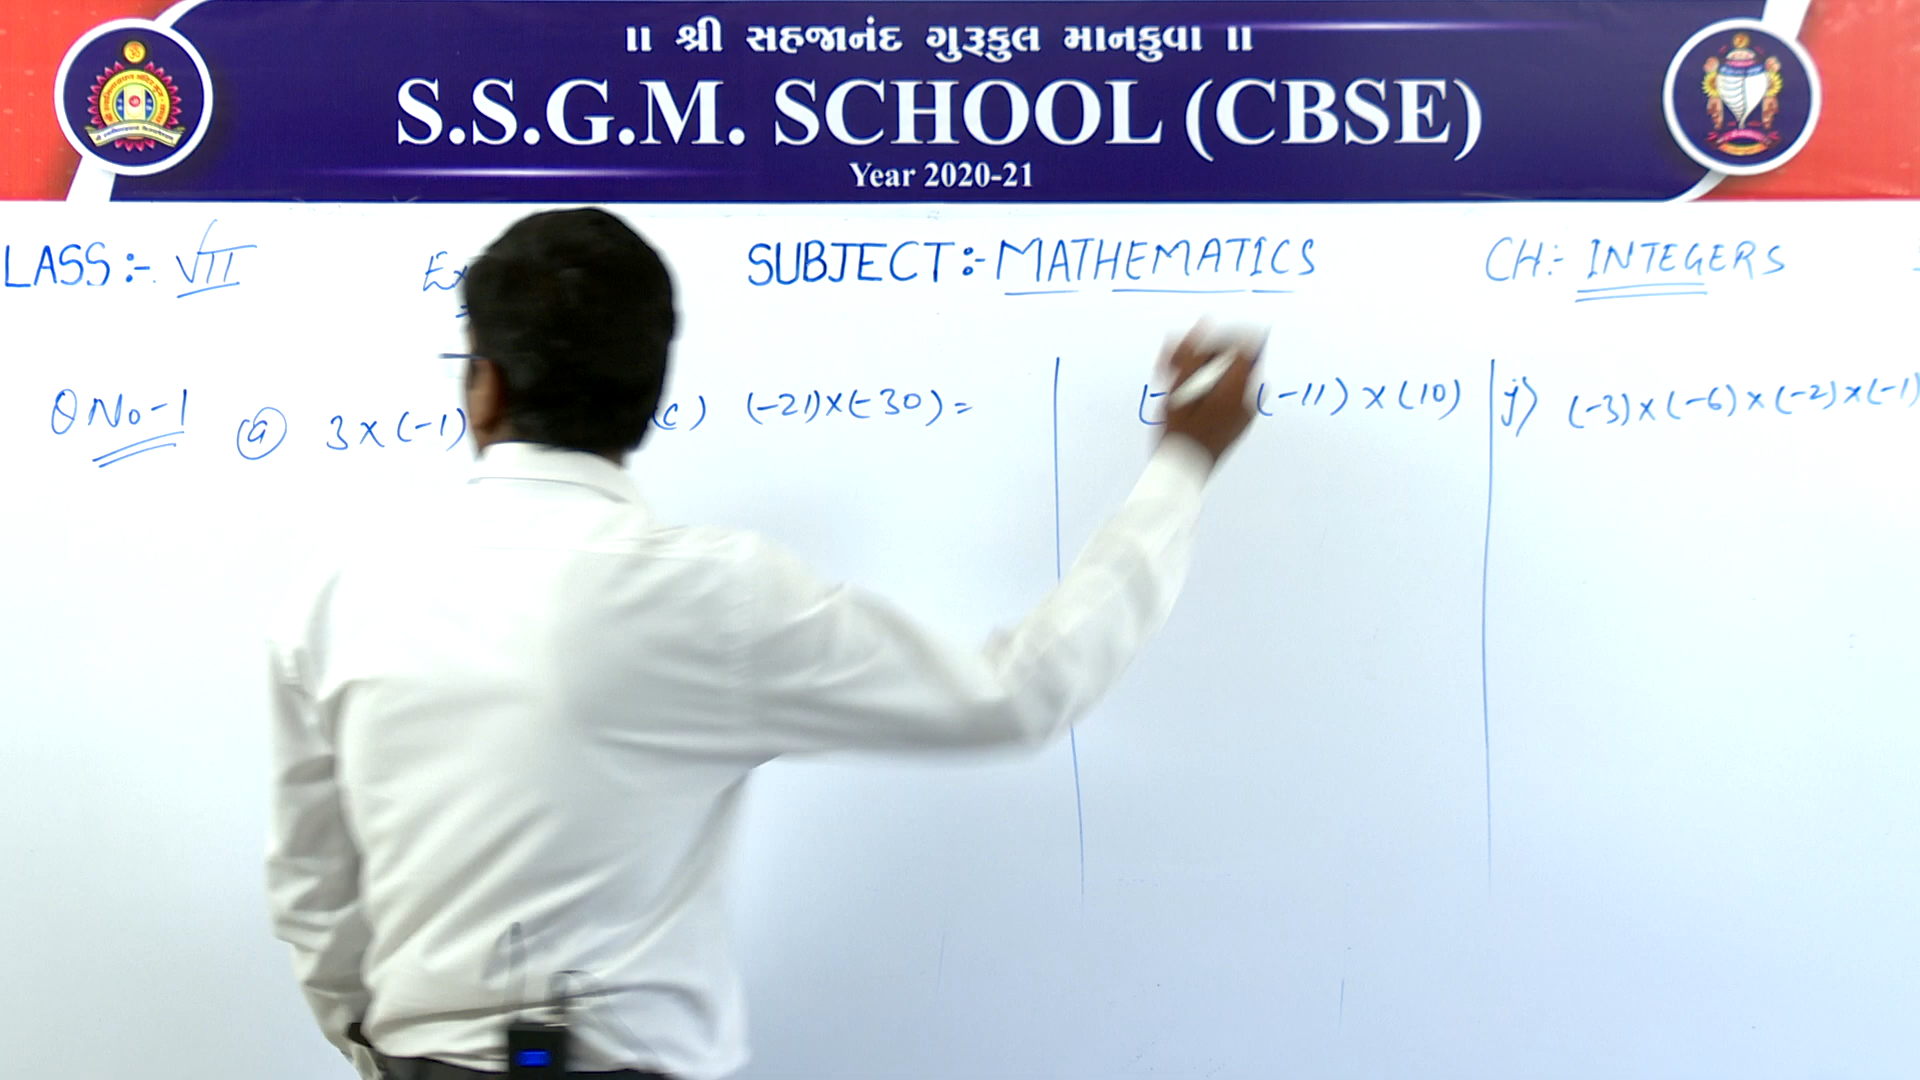 ॥ શ્રી સહજાનંદ ગુરૂકુલ માનકુવા ॥
S.S.G.M. SCHOOL (CBSE)
Year 2020-21
LASS :- VII SUBJECT :- MATHEMATICS CH:- INTEGERS
Q No-1 (a) 3 × (-1) (c) (-21)×(-30) = (-11) × (10) j) (-3)×(-6)×(-2)×(-1)